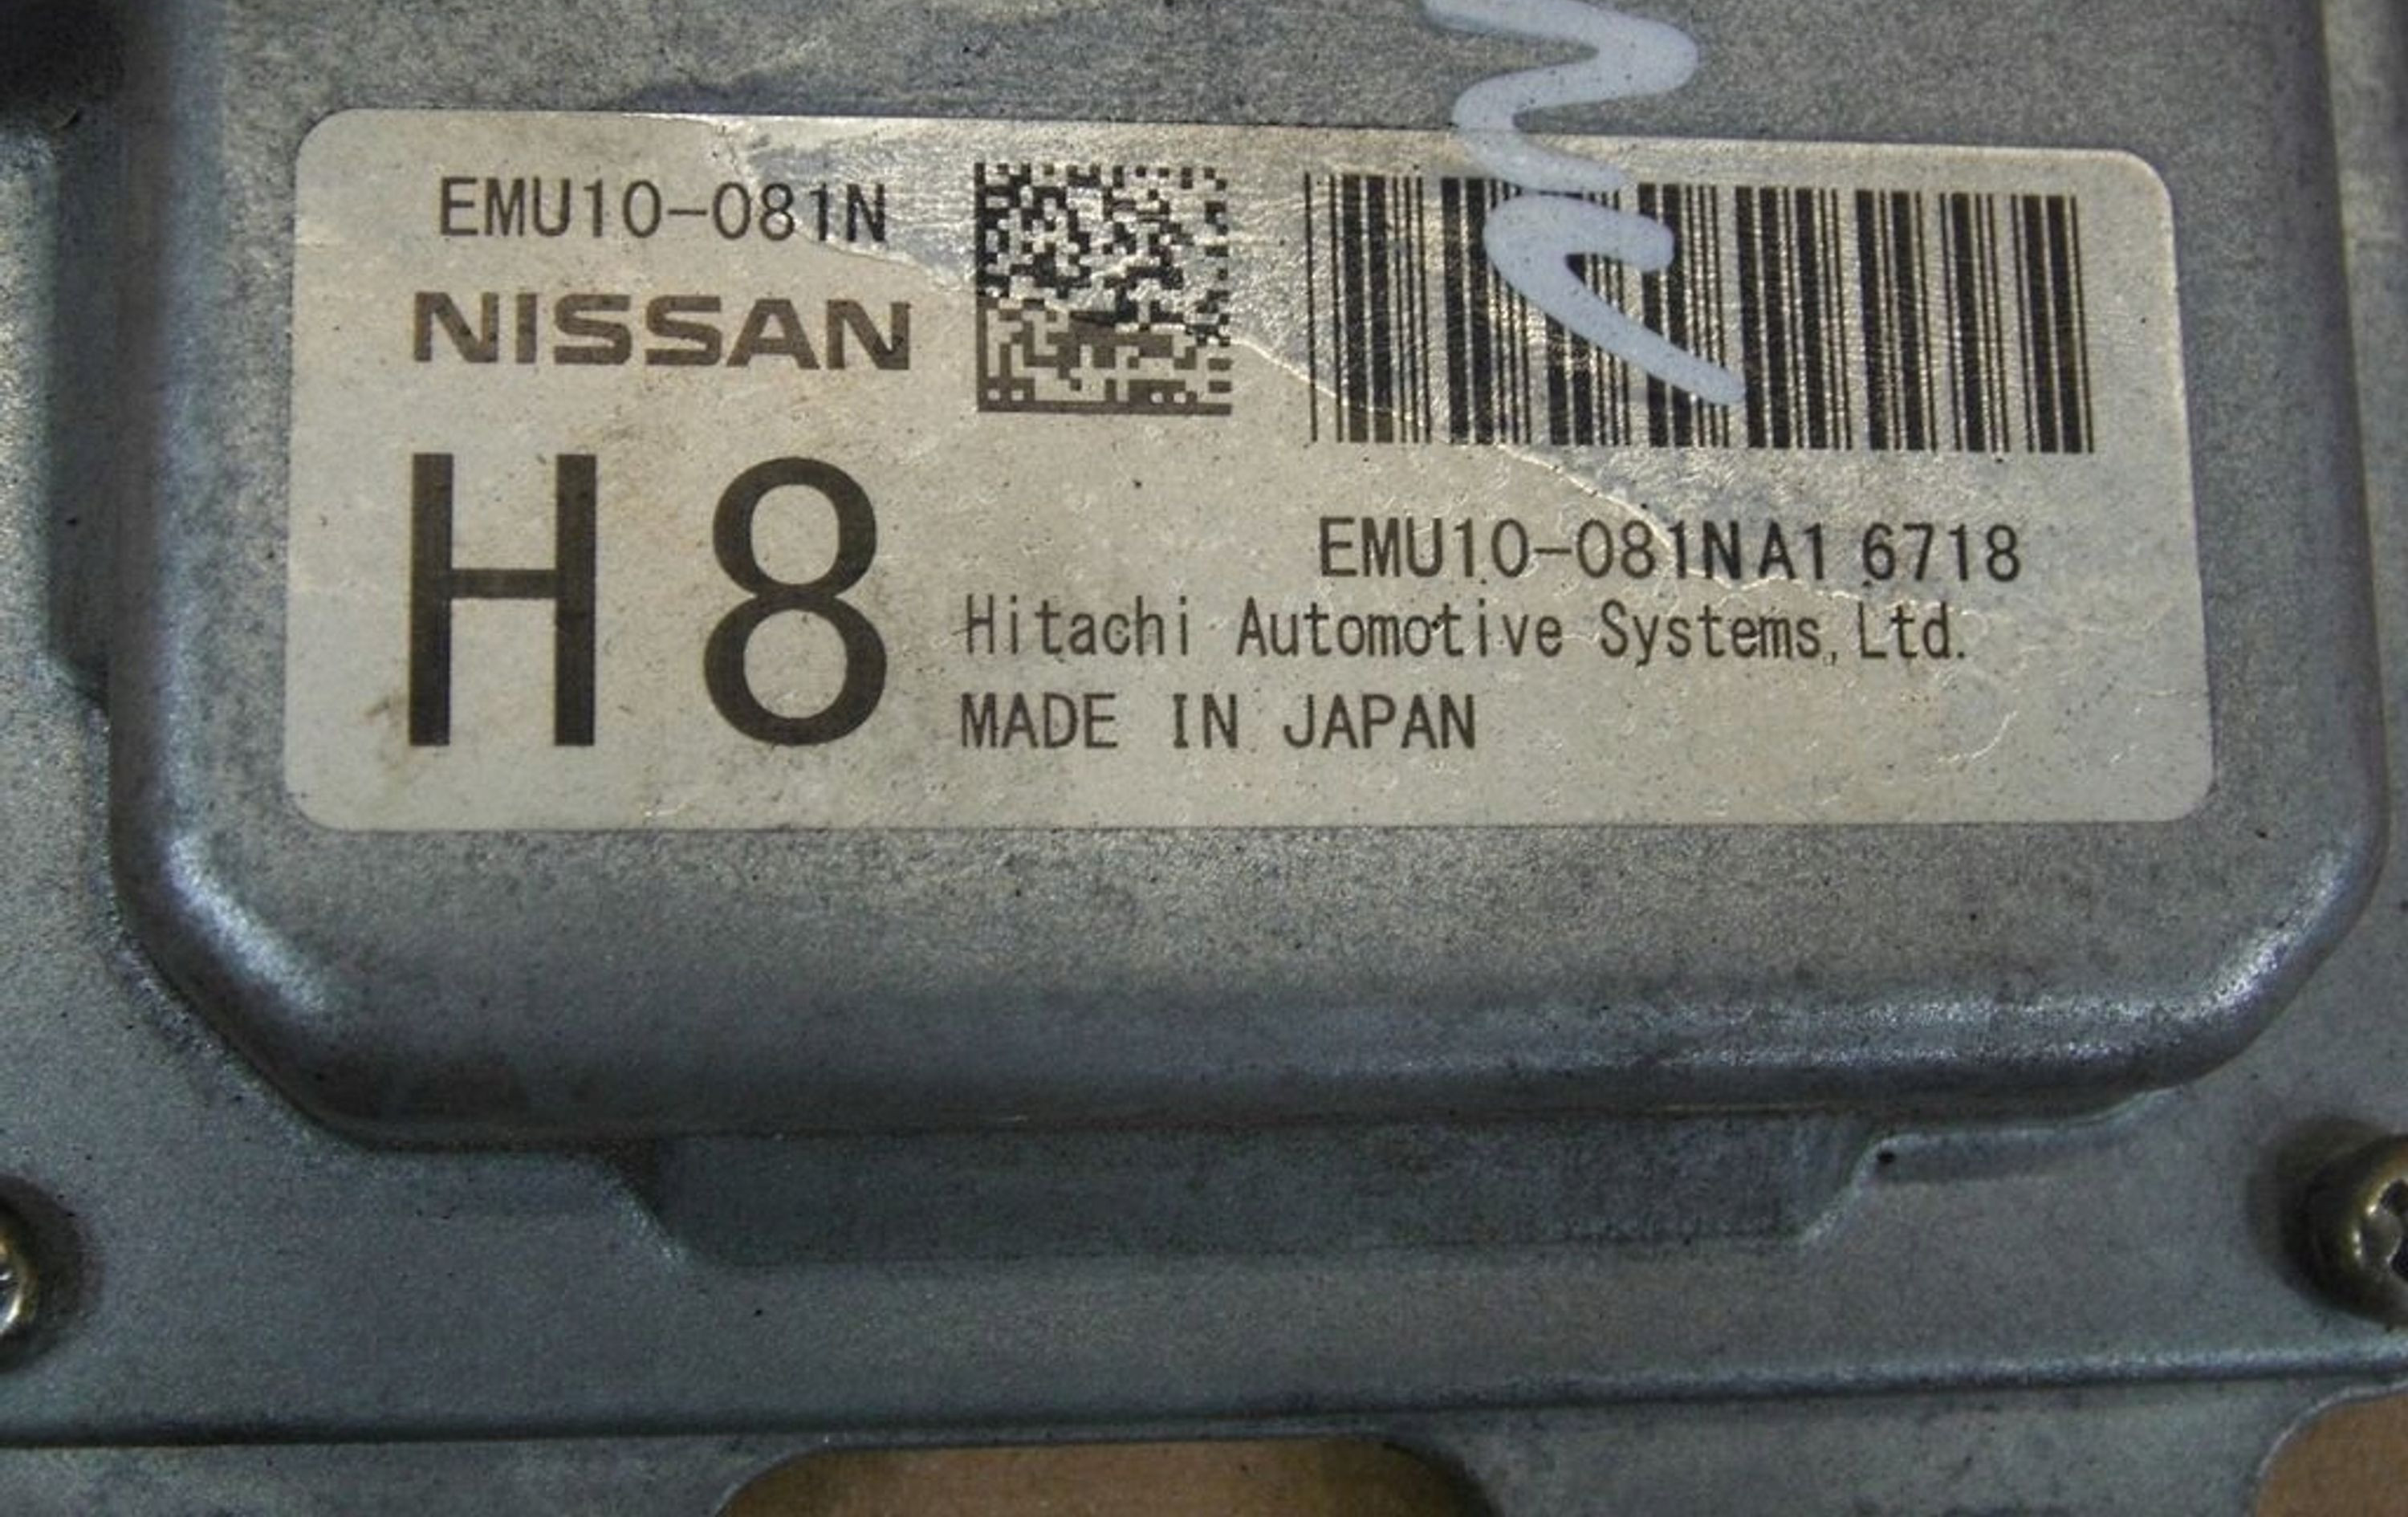 EMU10-081N
NISSAN
H8
EMU10-081NA1 6718
Hitachi Automotive Systems,Ltd.
MADE IN JAPAN